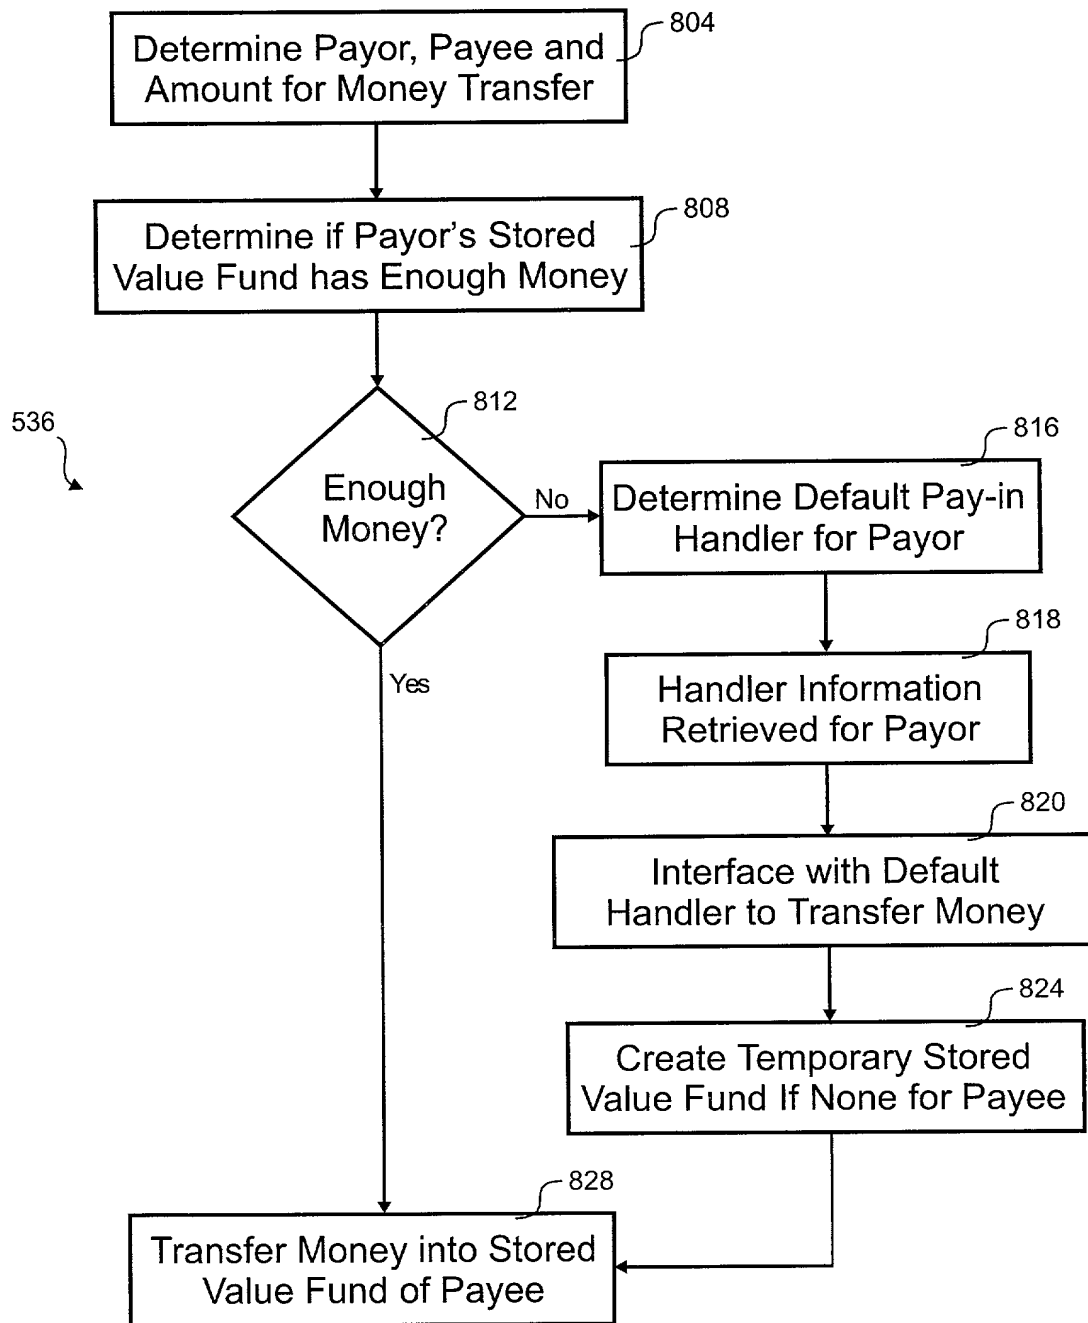 804
Determine Payor, Payee and
Amount for Money Transfer
808
Determine if Payor's Stored
Value Fund has Enough Money
536
812
Enough
Money?
No
816
Determine Default Pay-in
Handler for Payor
818
Handler Information
Retrieved for Payor
Yes
820
Interface with Default
Handler to Transfer Money
824
Create Temporary Stored
Value Fund If None for Payee
828
Transfer Money into Stored
Value Fund of Payee